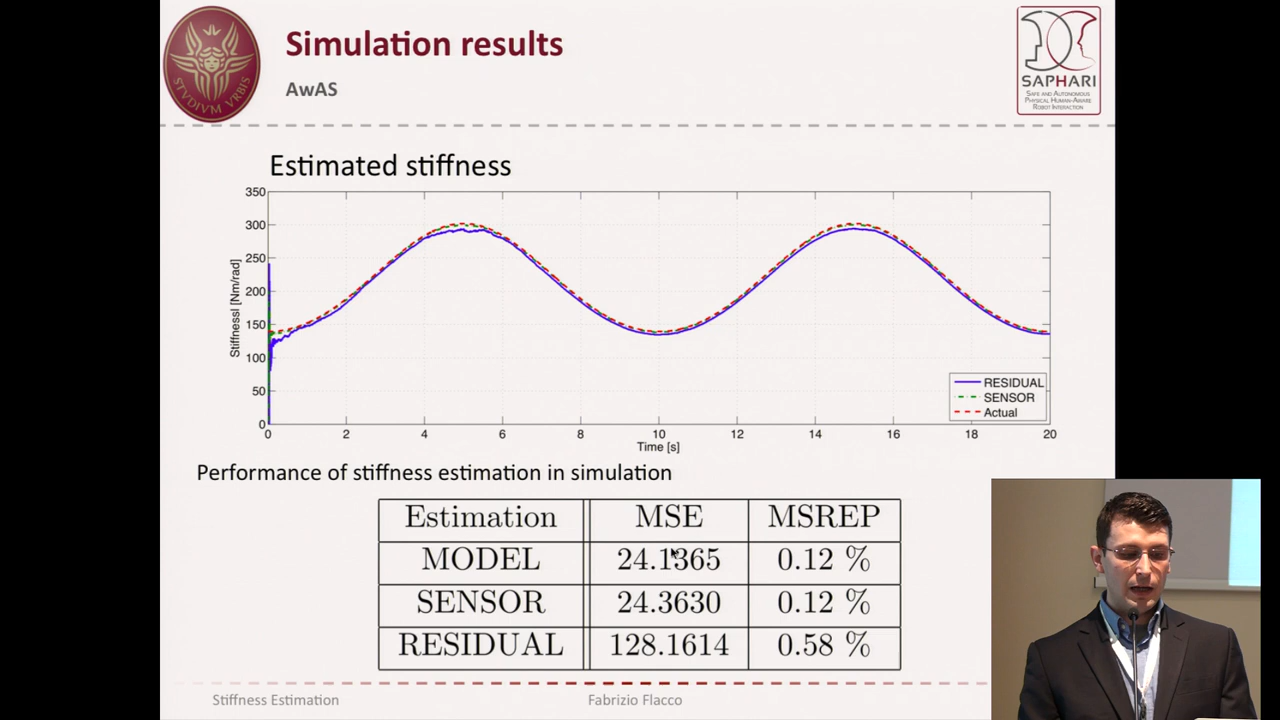 Simulation results
AwAS
STVDIVM VRBIS
SAPHARI
SAFE AND AUTONOMOUS
PHYSICAL HUMAN-AWARE
ROBOT INTERACTION
Estimated stiffness
350
300
250
200
150
100
50
0
Stiffnessl [Nm/rad]
RESIDUAL
SENSOR
Actual
0 2 4 6 8 10 12 14 16 18 20
Time [s]
Performance of stiffness estimation in simulation
Estimation MSE MSREP
MODEL 24.1365 0.12 %
SENSOR 24.3630 0.12 %
RESIDUAL 128.1614 0.58 %
Stiffness Estimation Fabrizio Flacco